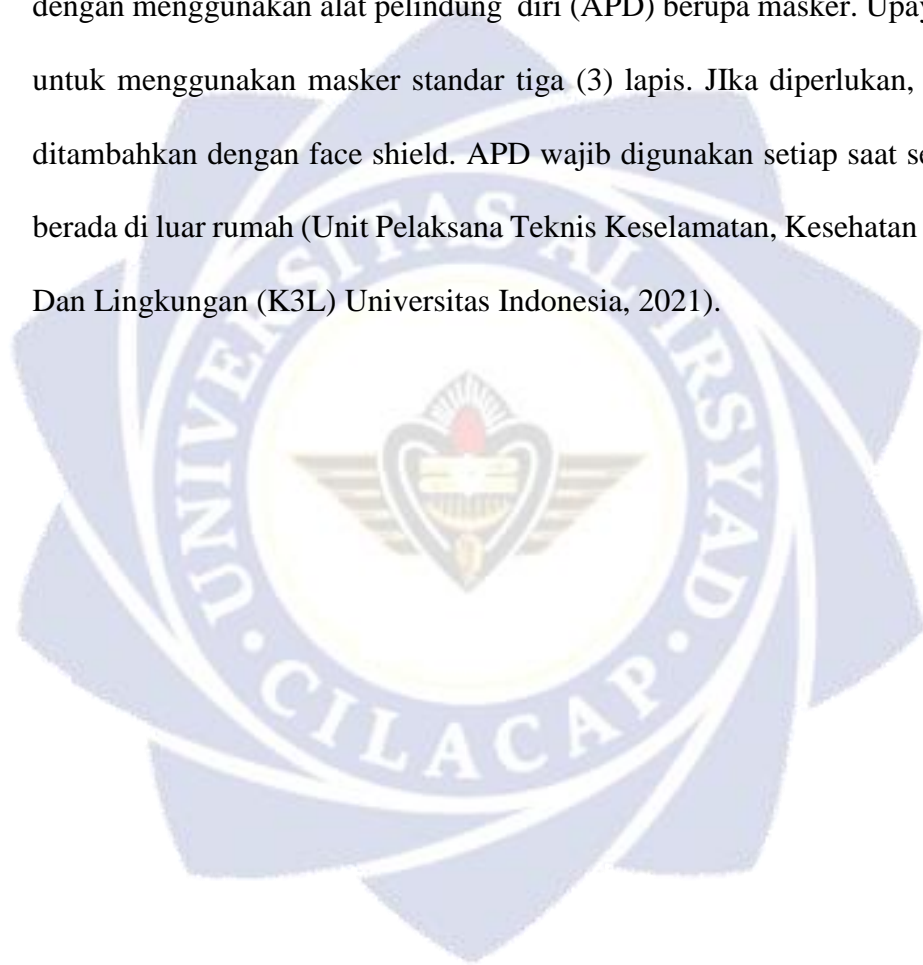 dengan menggunakan alat pelindung diri (APD) berupa masker.
untuk menggunakan masker standar tiga (3) lapis. JIka diperlukan,
ditambahkan dengan face shield. APD wajib digunakan setiap saat
berada di luar rumah (Unit Pelaksana Teknis Keselamatan, Kesehatan
Dan Lingkungan (K3L) Universitas Indonesia, 2021).
UNIVERSITAS AL IRSYAD
CILACAP